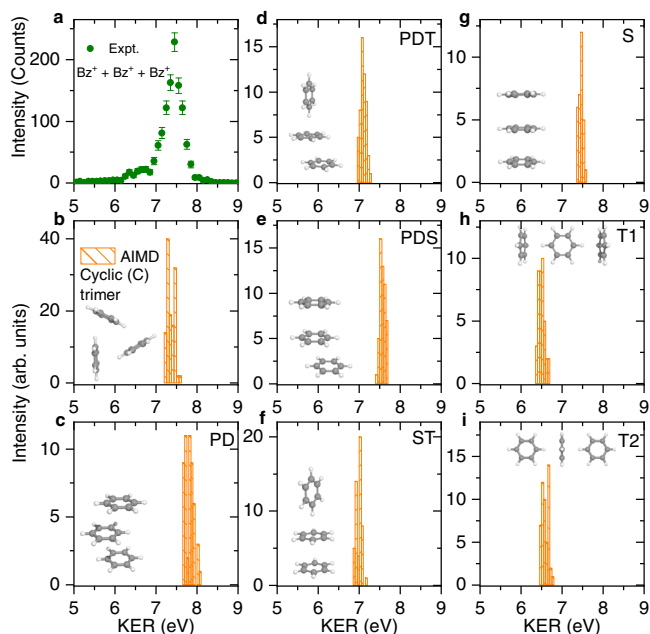 a
Expt.
Bz⁺ + Bz⁺ + Bz⁺
Intensity (Counts)
250
200
150
100
50
0
5 6 7 8 9
d
PDT
15
10
5
0
5 6 7 8 9
g
S
10
5
0
5 6 7 8 9
b
AIMD
Cyclic (C)
trimer
40
20
0
5 6 7 8 9
e
PDS
15
10
5
0
5 6 7 8 9
h
T1
10
5
0
5 6 7 8 9
Intensity (arb. units)
c
PD
10
5
0
5 6 7 8 9
KER (eV)
f
ST
20
10
0
5 6 7 8 9
KER (eV)
i
T2
15
10
5
0
5 6 7 8 9
KER (eV)